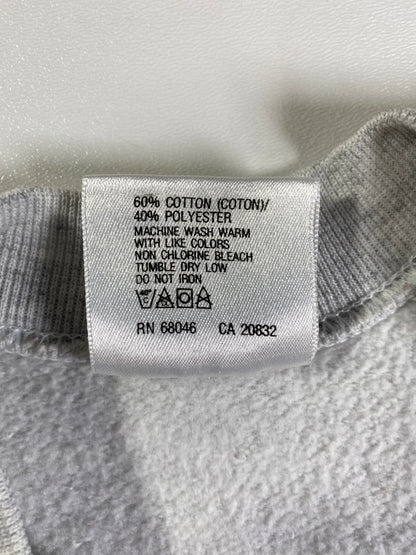 60% COTTON (COTON)/
40% POLYESTER
MACHINE WASH WARM
WITH LIKE COLORS
NON CHLORINE BLEACH
TUMBLE DRY LOW
DO NOT IRON
RN 68046 CA 20832